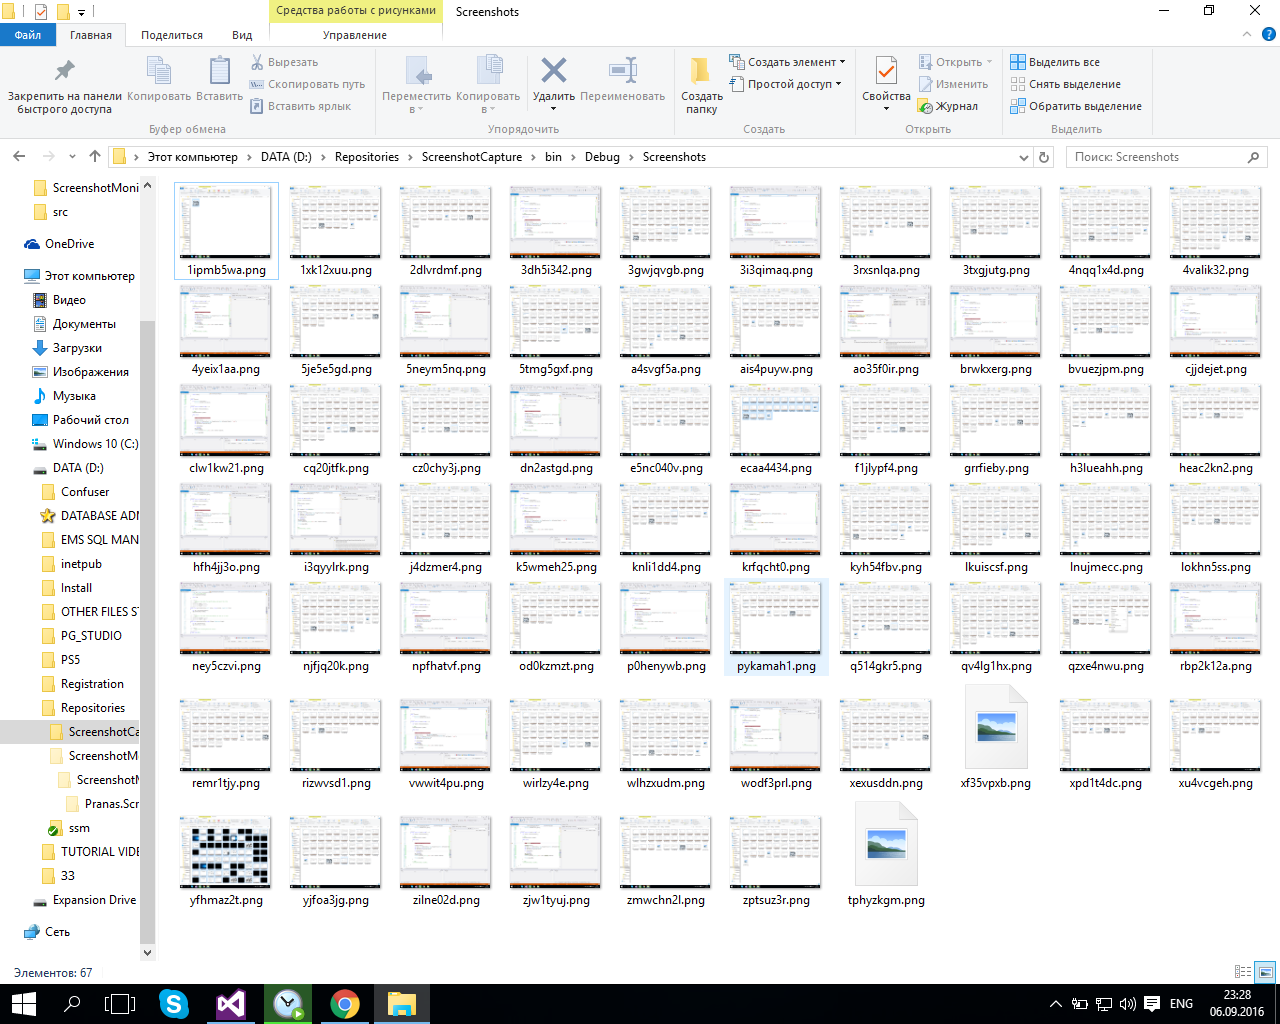 Средства работы с рисунками
Screenshots
Файл
Главная
Поделиться
Вид
Управление
Закрепить на панели быстрого доступа
Копировать
Вставить
Вырезать
Скопировать путь
Вставить ярлык
Буфер обмена
Переместить в
Копировать в
Удалить
Переименовать
Упорядочить
Создать папку
Создать элемент
Простой доступ
Создать
Свойства
Открыть
Изменить
Журнал
Открыть
Выделить все
Снять выделение
Обратить выделение
Выделить
Этот компьютер > DATA (D:) > Repositories > ScreenshotCapture > bin > Debug > Screenshots
Поиск: Screenshots
ScreenshotMoni
src
OneDrive
Этот компьютер
Видео
Документы
Загрузки
Изображения
Музыка
Рабочий стол
Windows 10 (C:)
DATA (D:)
Confuser
DATABASE ADM
EMS SQL MAN
inetpub
Install
OTHER FILES ST
PG_STUDIO
PS5
Registration
Repositories
ScreenshotCa
ScreenshotM
ScreenshotM
Pranas.Scr
ssm
TUTORIAL VIDE
33
Expansion Drive
Сеть
1ipmb5wa.png 1xk12xuu.png 2dlvrdmf.png 3dh5i342.png 3gwjqvgb.png 3i3qimaq.png 3rxsnlqa.png 3txgjutg.png 4nqq1x4d.png 4valik32.png
4yeix1aa.png 5je5e5gd.png 5neym5nq.png 5tmg5gxf.png a4svgf5a.png ais4puyw.png ao35f0ir.png brwkxerg.png bvuezjpm.png cjjdejet.png
clw1kw21.png cq20jtfk.png cz0chy3j.png dn2astgd.png e5nc040v.png ecaa4434.png f1jlypf4.png grrfieby.png h3lueahh.png heac2kn2.png
hfh4jj3o.png i3qyylrk.png j4dzmer4.png k5wmeh25.png knli1dd4.png krfqcht0.png kyh54fbv.png lkuiscsf.png lnujmecc.png lokhn5ss.png
ney5czvi.png njfjq20k.png npfhatvf.png od0kzmzt.png p0henywb.png pykamah1.png q514gkr5.png qv4lg1hx.png qzxe4nwu.png rbp2k12a.png
remr1tjy.png rizwvsd1.png vwwit4pu.png wirlzy4e.png wlhzxudm.png wodf3prl.png xexusddn.png xf35vpxb.png xpd1t4dc.png xu4vcgeh.png
yfhmaz2t.png yjfoa3jg.png zilne02d.png zjw1tyuj.png zmwchn2l.png zptsuz3r.png tphyzkgm.png
Элементов: 67
ENG
23:28
06.09.2016